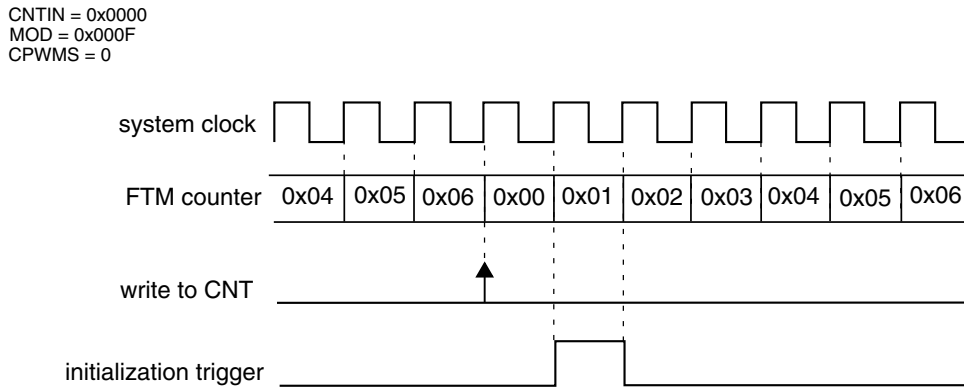 CNTIN = 0x0000
MOD = 0x000F
CPWMS = 0
system clock
FTM counter 0x04 0x05 0x06 0x00 0x01 0x02 0x03 0x04 0x05 0x06
write to CNT
initialization trigger